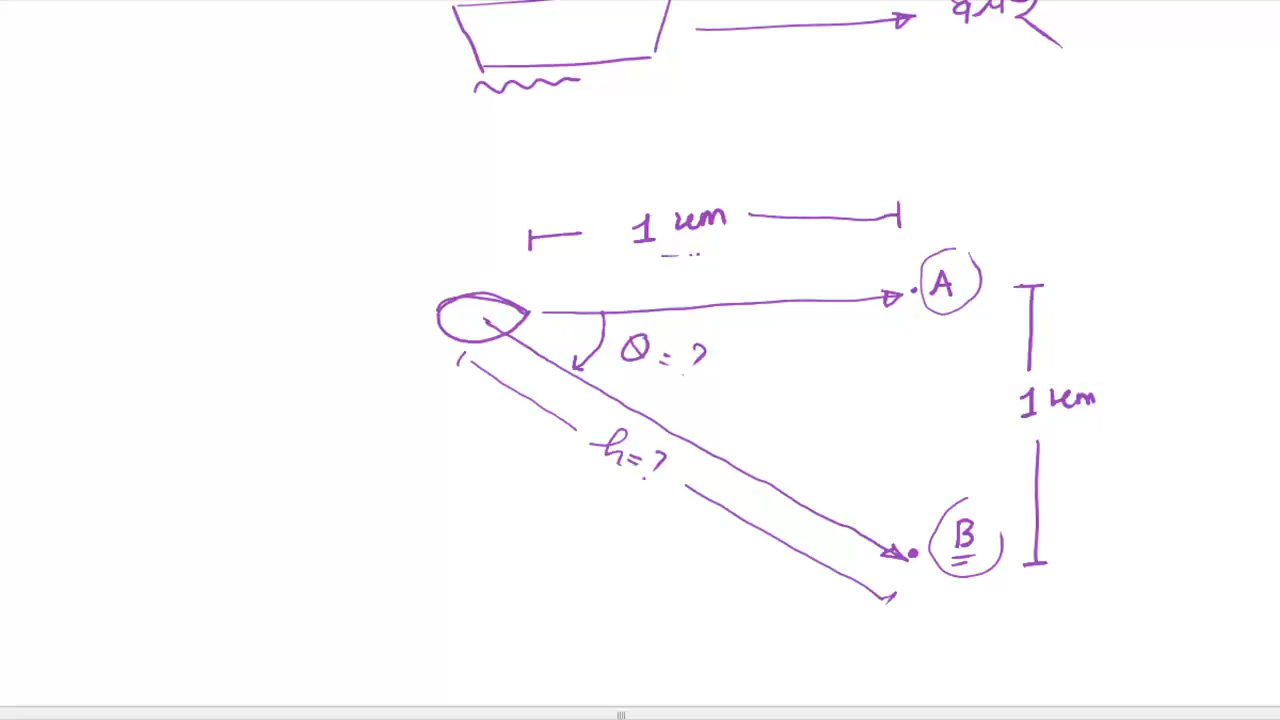 1 km
A
θ = ?
1 km
h = ?
B